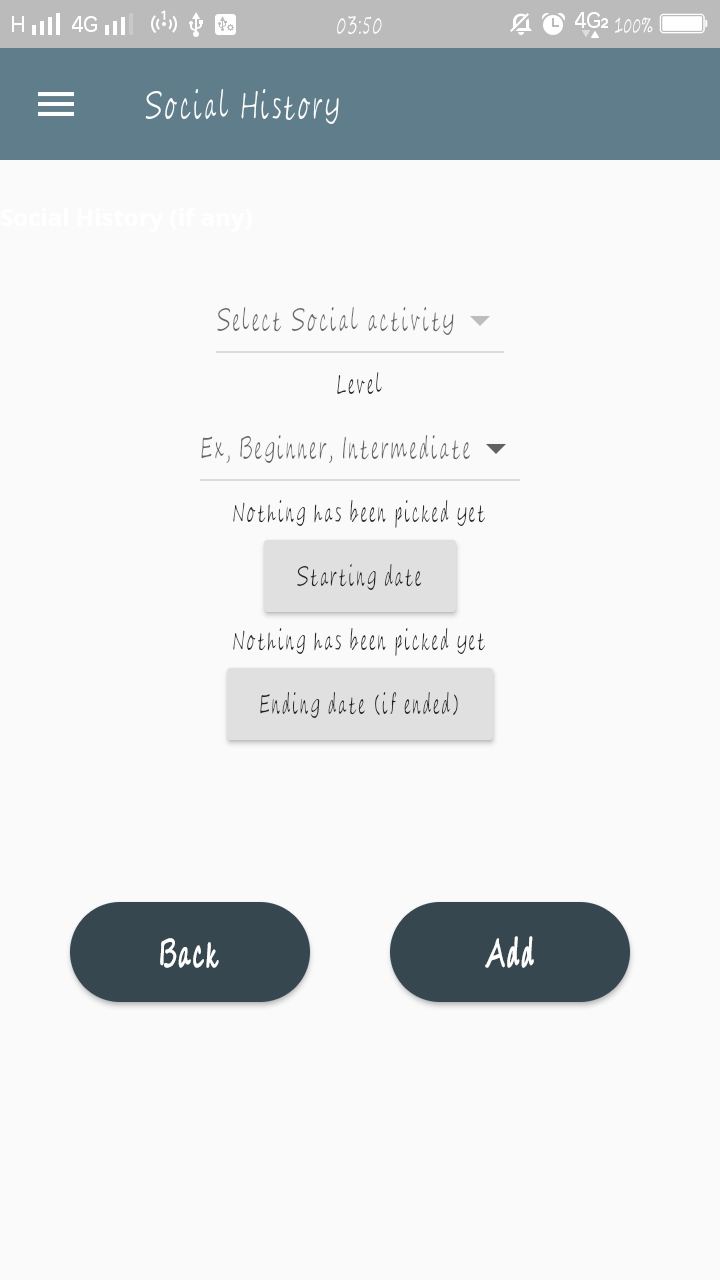 H 4G 1 03:50 4G2 100%
Social History
Social History (if any)
Select Social activity
Level
Ex, Beginner, Intermediate
Nothing has been picked yet
Starting date
Nothing has been picked yet
Ending date (if ended)
Back Add